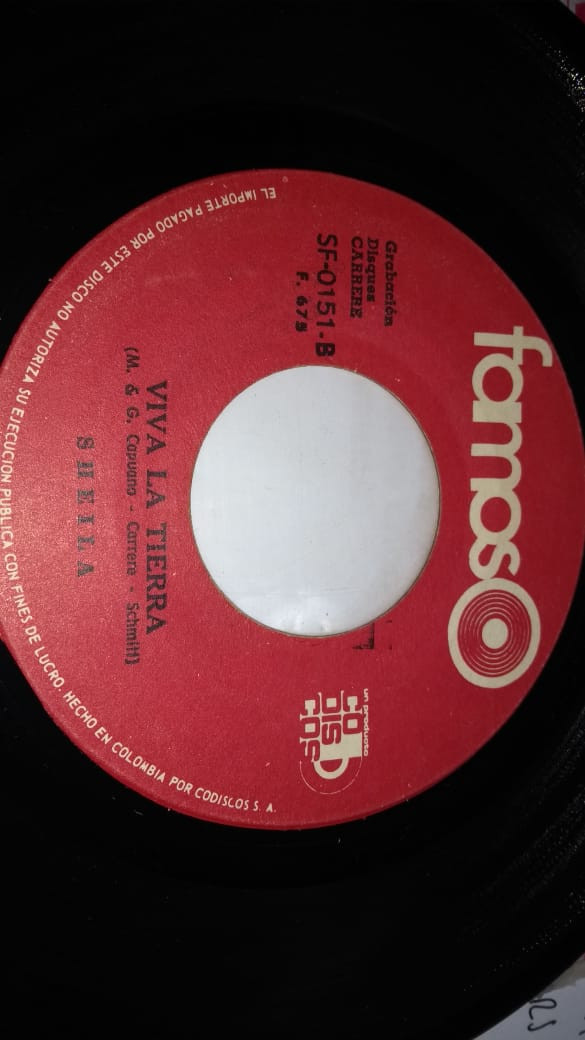 famoso
Grabación
Disques
CARRERE
SF-0151-B
F. 675
un producto
CO
DIS
COS
VIVA LA TIERRA
(M. & G. Capuano - Carrere - Schmitt)
SHEILA
EL IMPORTE PAGADO POR ESTE DISCO NO AUTORIZA SU EJECUCION PUBLICA CON FINES DE LUCRO. HECHO EN COLOMBIA POR CODISCOS S. A.